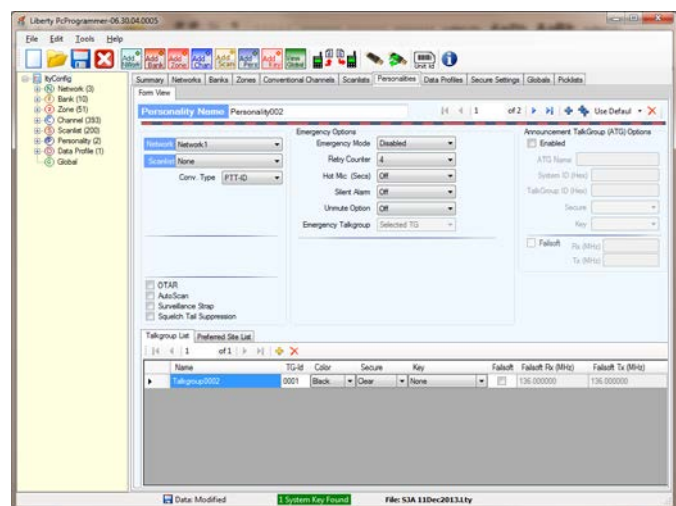 Liberty PcProgrammer-06.30.04.0005
File Edit Tools Help
Add Bank Add Zone Add Chan Add Scan Add Pers Add Key View Global Unit Id
ltyConfig
Network (3)
Bank (10)
Zone (51)
Channel (393)
Scanlist (200)
Personality (2)
Data Profile (1)
Global
Summary Networks Banks Zones Conventional Channels Scanlists Personalities Data Profiles Secure Settings Globals Picklists
Form View
Personality Name Personality002 1 of 2 Use Defaul
Network Network1
Scanlist None
Conv. Type PTT-ID
OTAR
AutoScan
Surveillance Strap
Squelch Tail Suppression
Emergency Options
Emergency Mode Disabled
Retry Counter 4
Hot Mic (Secs) Off
Silent Alarm Off
Unmute Option Off
Emergency Talkgroup Selected TG
Announcement TalkGroup (ATG) Options
Enabled
ATG Name
System ID (Hex)
TalkGroup ID (Hex)
Secure
Key
Failsoft Rx (MHz)
Tx (MHz)
Talkgroup List Preferred Site List
1 of 1
Name TG-Id Color Secure Key Failsoft Failsoft Rx (MHz) Failsoft Tx (MHz)
Talkgroup0002 0001 Black Clear None 136.000000 136.000000
Data: Modified 1 System Key Found File: SJA 11Dec2013.Lty